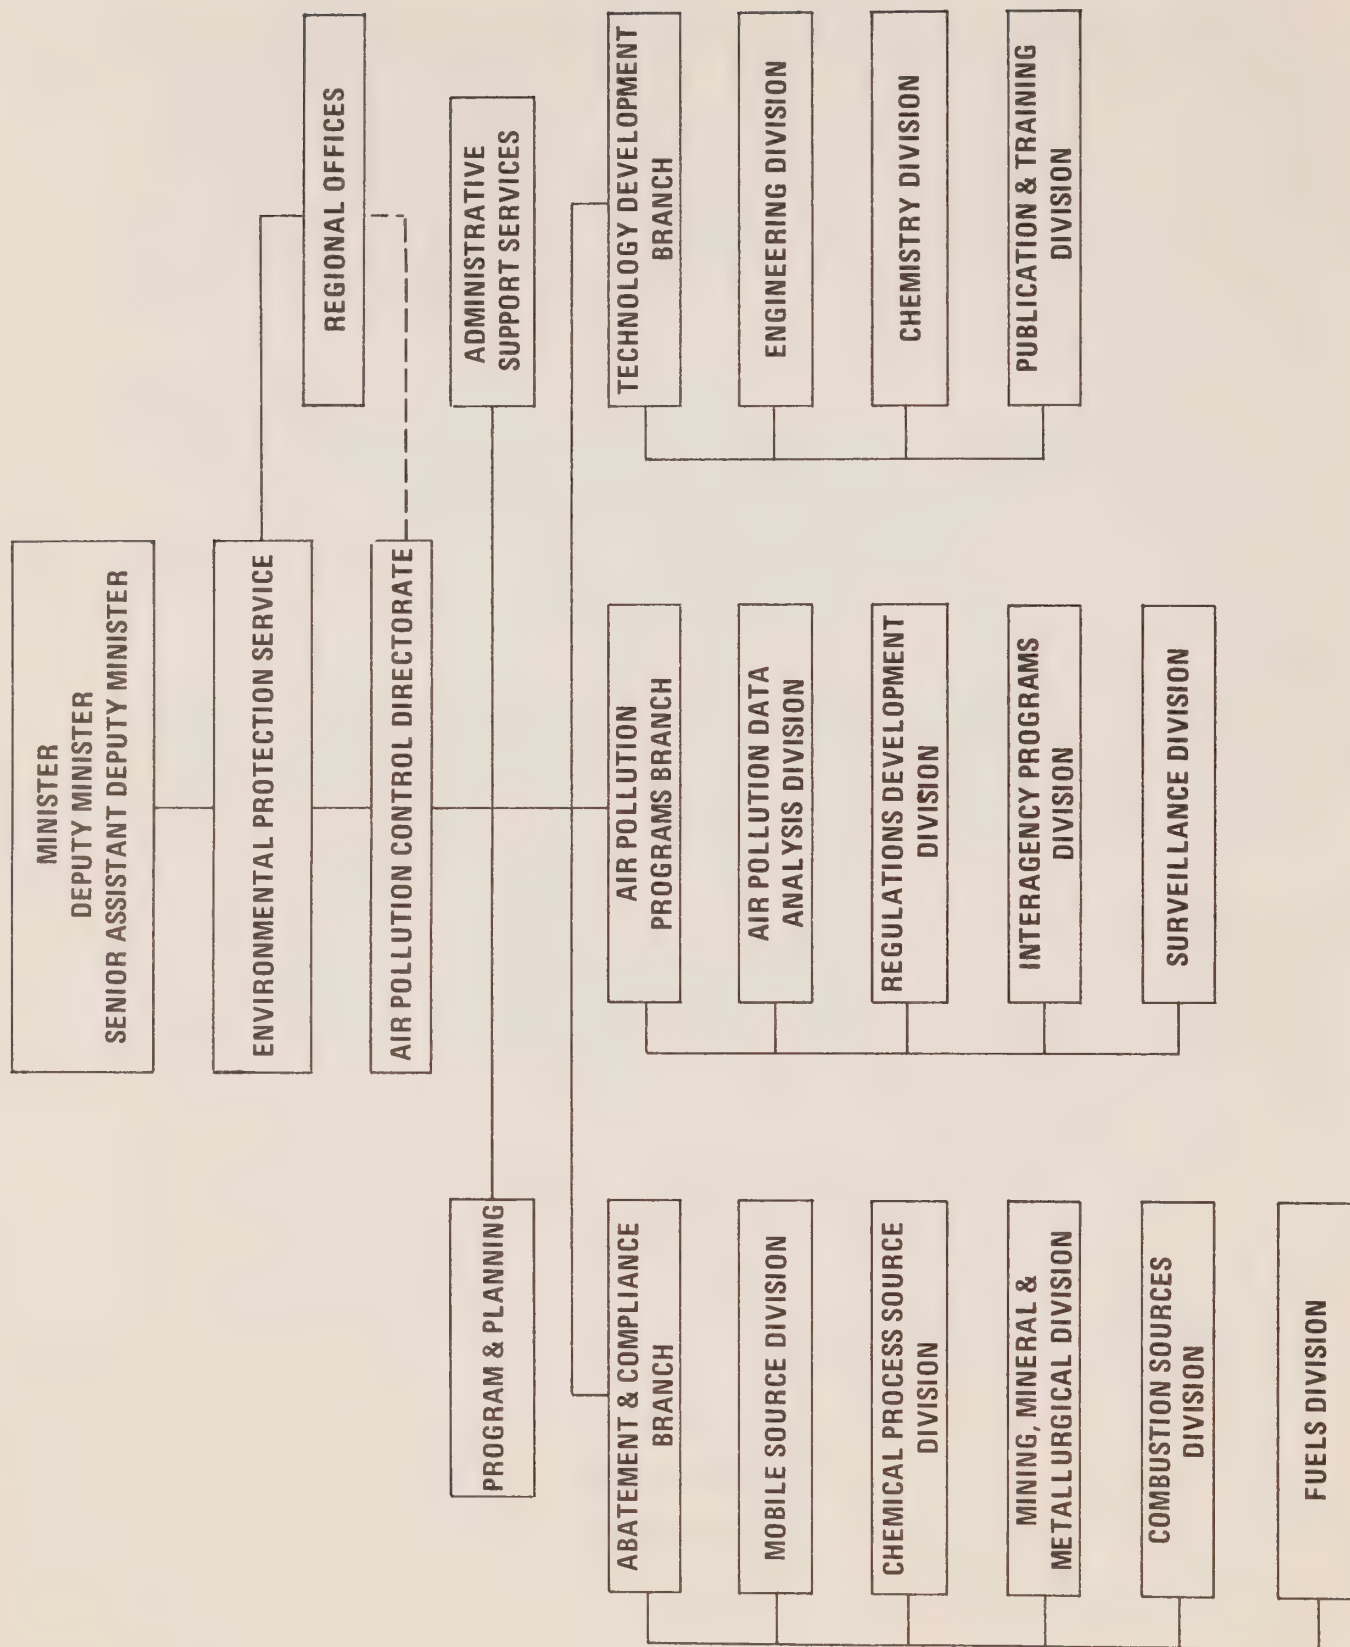 MINISTER
DEPUTY MINISTER
SENIOR ASSISTANT DEPUTY MINISTER
ENVIRONMENTAL PROTECTION SERVICE
REGIONAL OFFICES
AIR POLLUTION CONTROL DIRECTORATE
PROGRAM & PLANNING
ADMINISTRATIVE
SUPPORT SERVICES
ABATEMENT & COMPLIANCE
BRANCH
MOBILE SOURCE DIVISION
CHEMICAL PROCESS SOURCE
DIVISION
MINING, MINERAL &
METALLURGICAL DIVISION
COMBUSTION SOURCES
DIVISION
FUELS DIVISION
AIR POLLUTION
PROGRAMS BRANCH
AIR POLLUTION DATA
ANALYSIS DIVISION
REGULATIONS DEVELOPMENT
DIVISION
INTERAGENCY PROGRAMS
DIVISION
SURVEILLANCE DIVISION
TECHNOLOGY DEVELOPMENT
BRANCH
ENGINEERING DIVISION
CHEMISTRY DIVISION
PUBLICATION & TRAINING
DIVISION